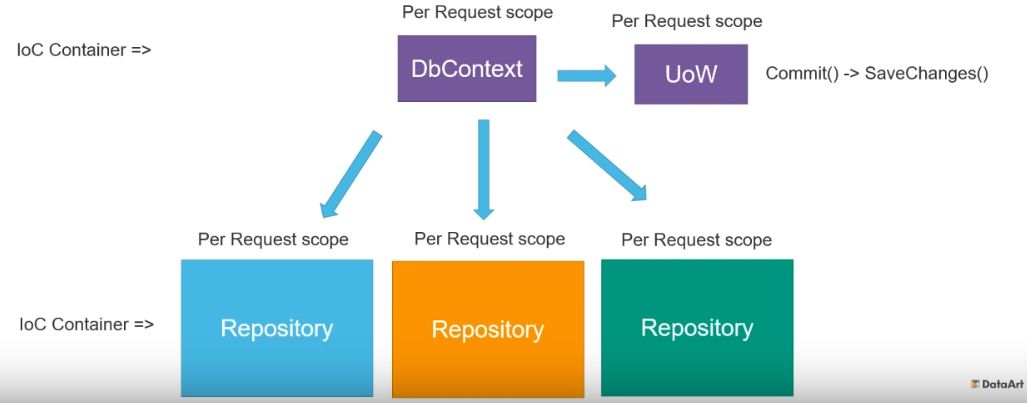 Per Request scope
Per Request scope
IoC Container =>
DbContext
UoW
Commit() -> SaveChanges()
Per Request scope
Per Request scope
Per Request scope
IoC Container =>
Repository
Repository
Repository
DataArt